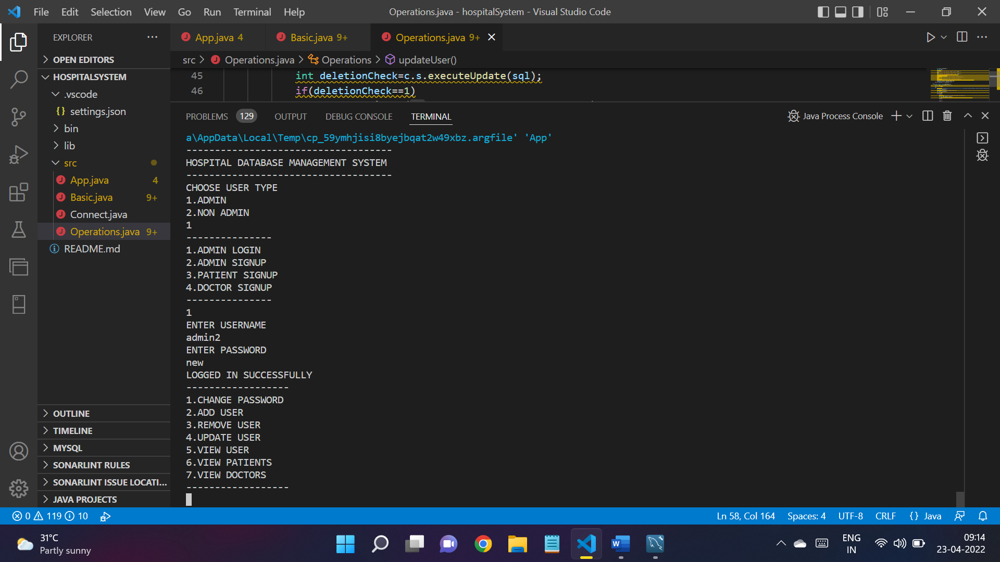 File Edit Selection View Go Run Terminal Help
Operations.java - hospitalSystem - Visual Studio Code
EXPLORER
OPEN EDITORS
HOSPITALSYSTEM
.vscode
{} settings.json
bin
lib
src
App.java 4
Basic.java 9+
Connect.java
Operations.java 9+
README.md
OUTLINE
TIMELINE
MYSQL
SONARLINT RULES
SONARLINT ISSUE LOCATI...
JAVA PROJECTS
App.java 4 Basic.java 9+ Operations.java 9+
src > Operations.java > Operations > updateUser()
45 int deletionCheck=c.s.executeUpdate(sql);
46 if(deletionCheck==1)
PROBLEMS 129 OUTPUT DEBUG CONSOLE TERMINAL
Java Process Console
a\AppData\Local\Temp\cp_59ymhjisi8byejbqat2w49xbz.argfile' 'App'
------------------------------------
HOSPITAL DATABASE MANAGEMENT SYSTEM
------------------------------------
CHOOSE USER TYPE
1.ADMIN
2.NON ADMIN
1
---------------
1.ADMIN LOGIN
2.ADMIN SIGNUP
3.PATIENT SIGNUP
4.DOCTOR SIGNUP
---------------
1
ENTER USERNAME
admin2
ENTER PASSWORD
new
LOGGED IN SUCCESSFULLY
------------------
1.CHANGE PASSWORD
2.ADD USER
3.REMOVE USER
4.UPDATE USER
5.VIEW USER
6.VIEW PATIENTS
7.VIEW DOCTORS
------------------
0 119 10
Ln 58, Col 164 Spaces: 4 UTF-8 CRLF {} Java
31°C
Partly sunny
ENG
IN
09:14
23-04-2022